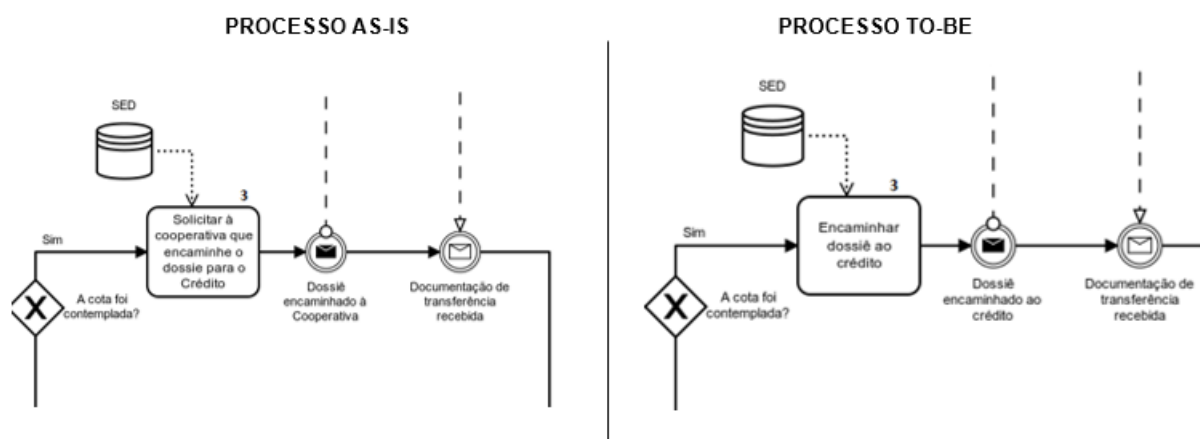 PROCESSO AS-IS
SED
3
Solicitar à
cooperativa que
encaminhe o
dossie para o
Crédito
Sim
X
A cota foi
contemplada?
Dossiê
encaminhado à
Cooperativa
Documentação de
transferência
recebida
PROCESSO TO-BE
SED
3
Encaminhar
dossiê ao
crédito
Sim
X
A cota foi
contemplada?
Dossiê
encaminhado ao
crédito
Documentação de
transferência
recebida